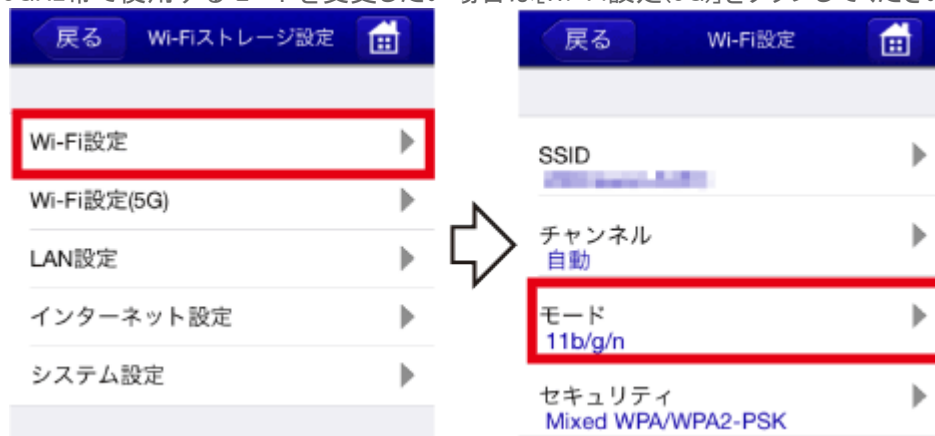 戻る
Wi-Fiストレージ設定
Wi-Fi設定
Wi-Fi設定(5G)
LAN設定
インターネット設定
システム設定
戻る
Wi-Fi設定
SSID
チャンネル
自動
モード
11b/g/n
セキュリティ
Mixed WPA/WPA2-PSK